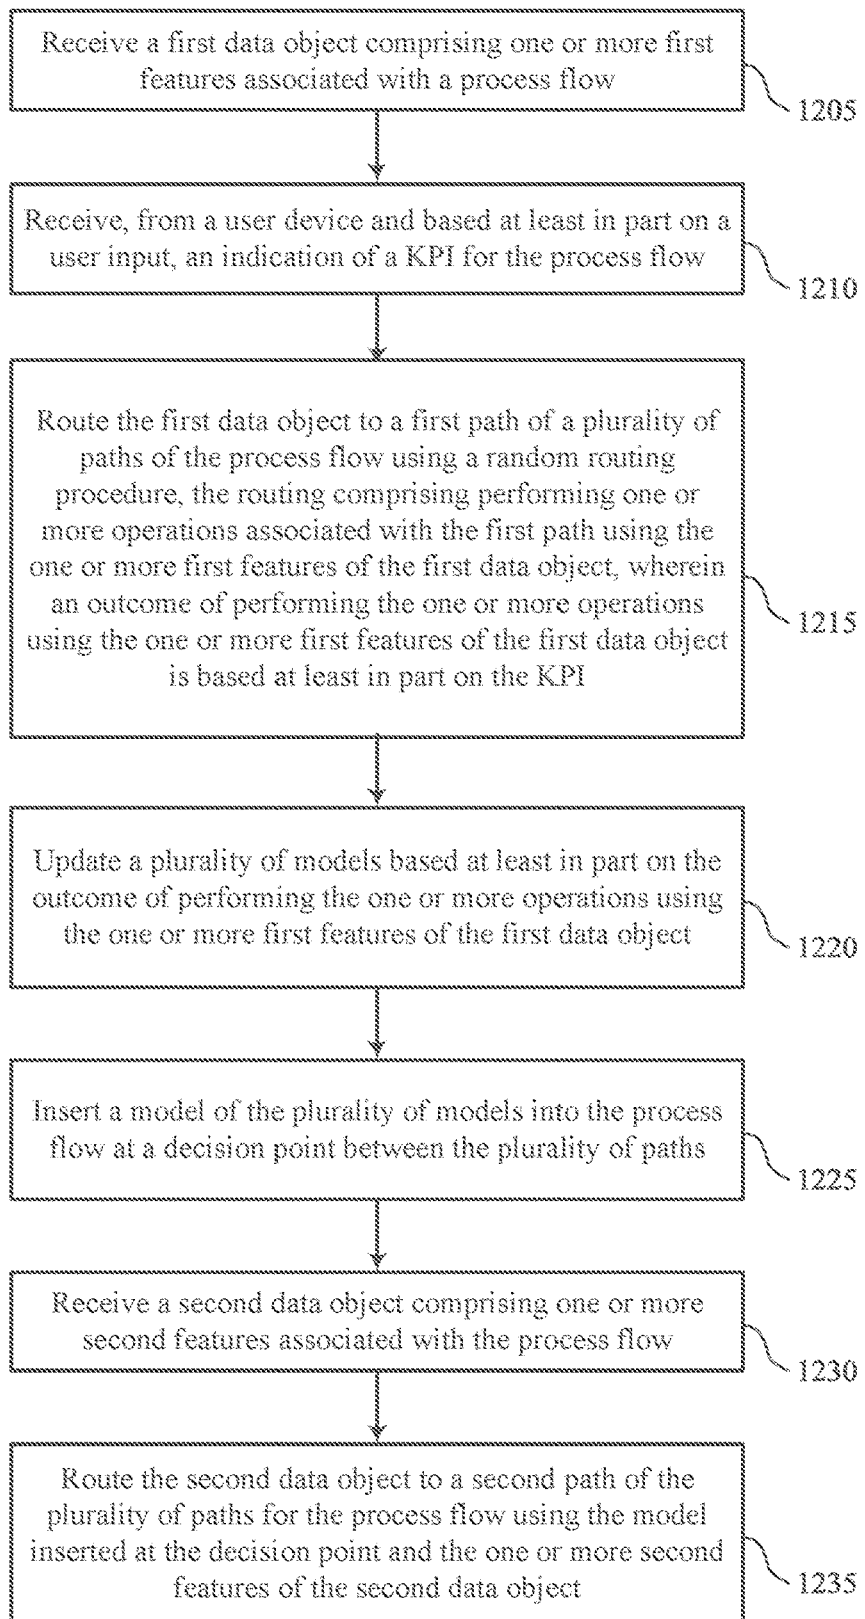 Receive a first data object comprising one or more first
features associated with a process flow
1205
Receive, from a user device and based at least in part on a
user input, an indication of a KPI for the process flow
1210
Route the first data object to a first path of a plurality of
paths of the process flow using a random routing
procedure, the routing comprising performing one or
more operations associated with the first path using the
one or more first features of the first data object, wherein
an outcome of performing the one or more operations
using the one or more first features of the first data object
is based at least in part on the KPI
1215
Update a plurality of models based at least in part on the
outcome of performing the one or more operations using
the one or more first features of the first data object
1220
Insert a model of the plurality of models into the process
flow at a decision point between the plurality of paths
1225
Receive a second data object comprising one or more
second features associated with the process flow
1230
Route the second data object to a second path of the
plurality of paths for the process flow using the model
inserted at the decision point and the one or more second
features of the second data object
1235